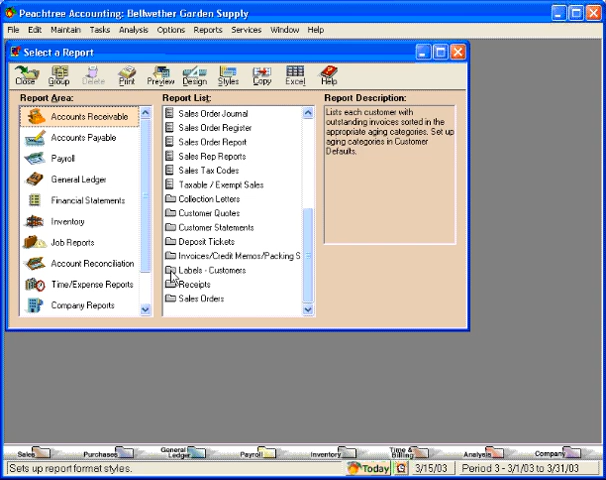 Peachtree Accounting: Bellwether Garden Supply
File Edit Maintain Tasks Analysis Options Reports Services Window Help
Select a Report
Close Group Delete Print Preview Design Styles Copy Excel Help
Report Area: Report List: Report Description:
Accounts Receivable
Accounts Payable
Payroll
General Ledger
Financial Statements
Inventory
Job Reports
Account Reconciliation
Time/Expense Reports
Company Reports
Sales Order Journal
Sales Order Register
Sales Order Report
Sales Rep Reports
Sales Tax Codes
Taxable / Exempt Sales
Collection Letters
Customer Quotes
Customer Statements
Deposit Tickets
Invoices/Credit Memos/Packing S
Labels - Customers
Receipts
Sales Orders
Lists each customer with
outstanding invoices sorted in the
appropriate aging categories. Set up
aging categories in Customer
Defaults.
Sales Purchases General Ledger Payroll Inventory Time & Billing Analysis Company
Sets up report format styles. Today 3/15/03 Period 3 - 3/1/03 to 3/31/03